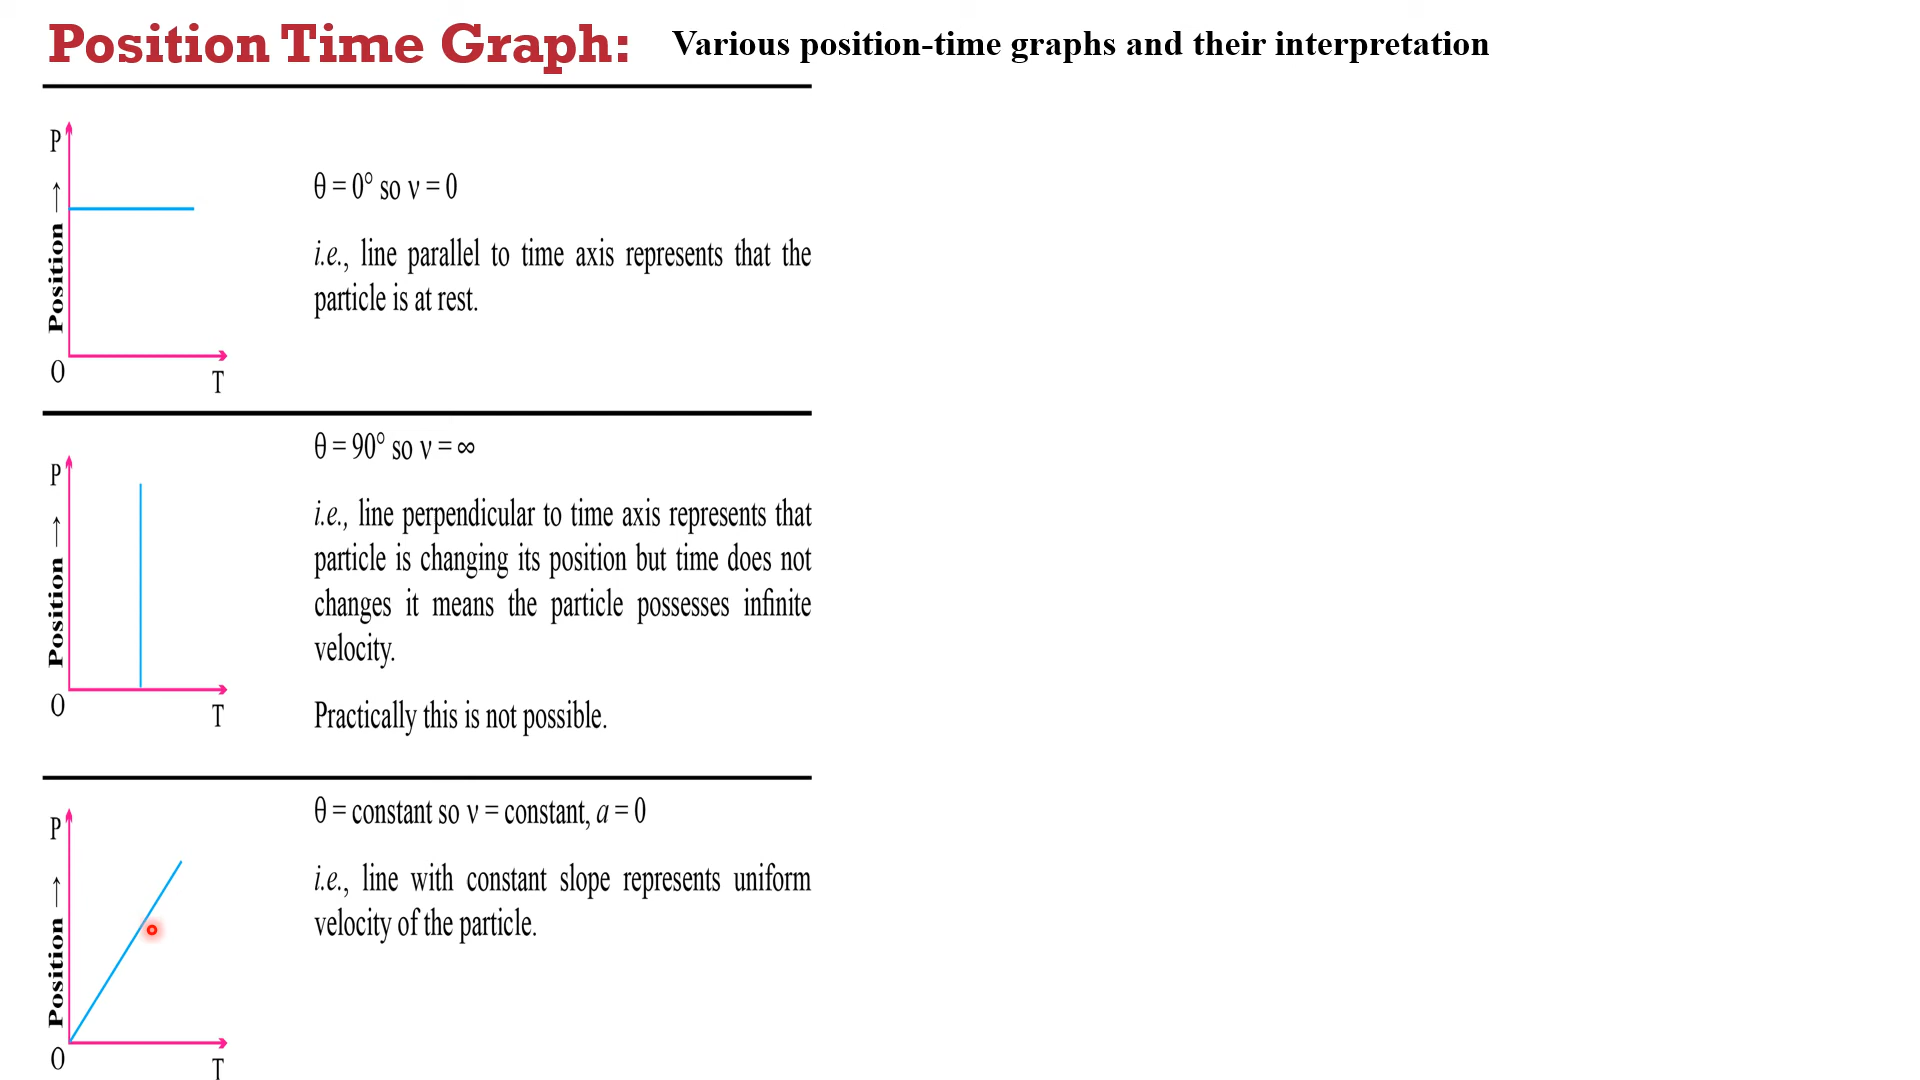 Position Time Graph: Various position-time graphs and their interpretation
P
Position →
O
T
θ = 0° so v = 0
i.e., line parallel to time axis represents that the
particle is at rest.
P
Position →
O
T
θ = 90° so v = ∞
i.e., line perpendicular to time axis represents that
particle is changing its position but time does not
changes it means the particle possesses infinite
velocity.
Practically this is not possible.
P
Position →
O
T
θ = constant so v = constant, a = 0
i.e., line with constant slope represents uniform
velocity of the particle.